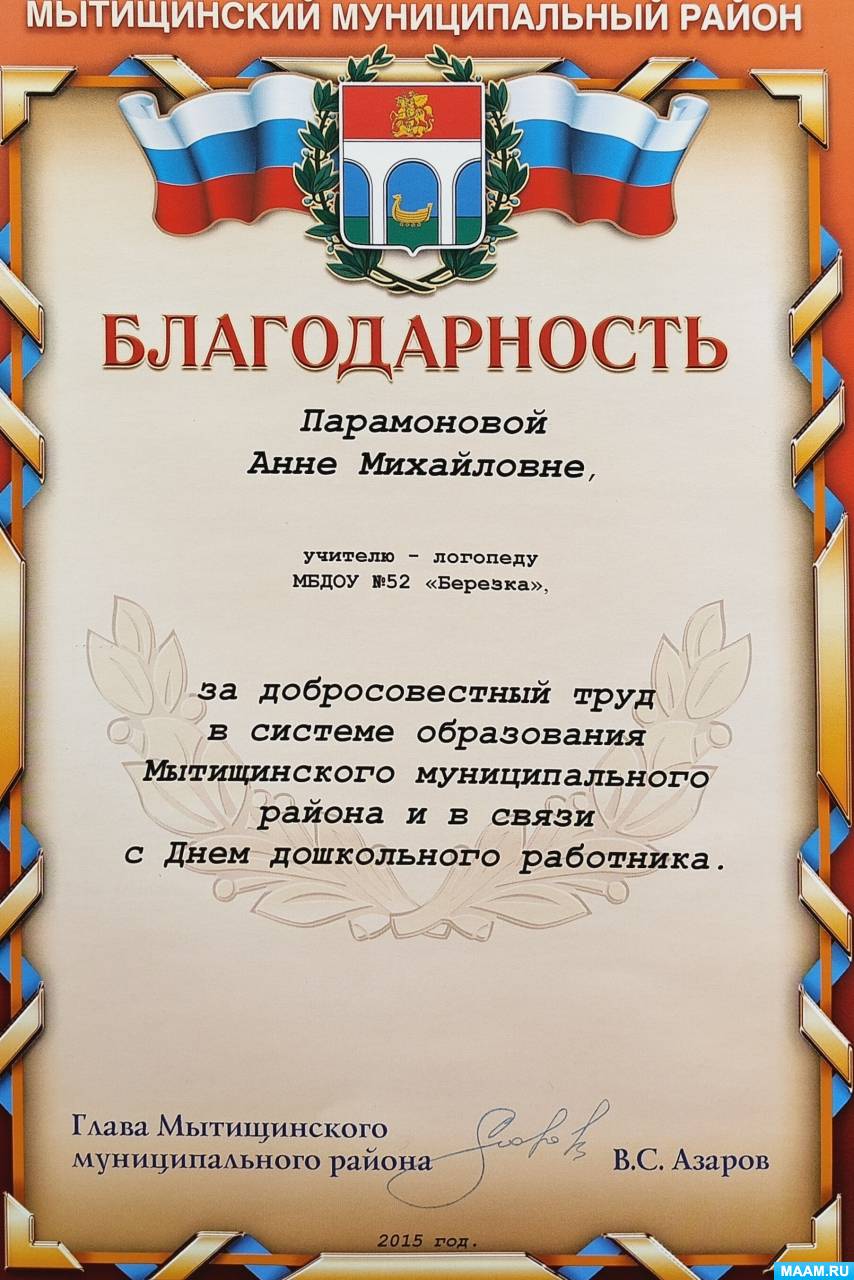 МЫТИЩИНСКИЙ МУНИЦИПАЛЬНЫЙ РАЙОН
БЛАГОДАРНОСТЬ
Парамоновой
Анне Михайловне,
учителю - логопеду
МБДОУ №52 «Березка»,
за добросовестный труд
в системе образования
Мытищинского муниципального
района и в связи
с Днем дошкольного работника.
Глава Мытищинского
муниципального района
В.С. Азаров
2015 год.
MAAM.RU